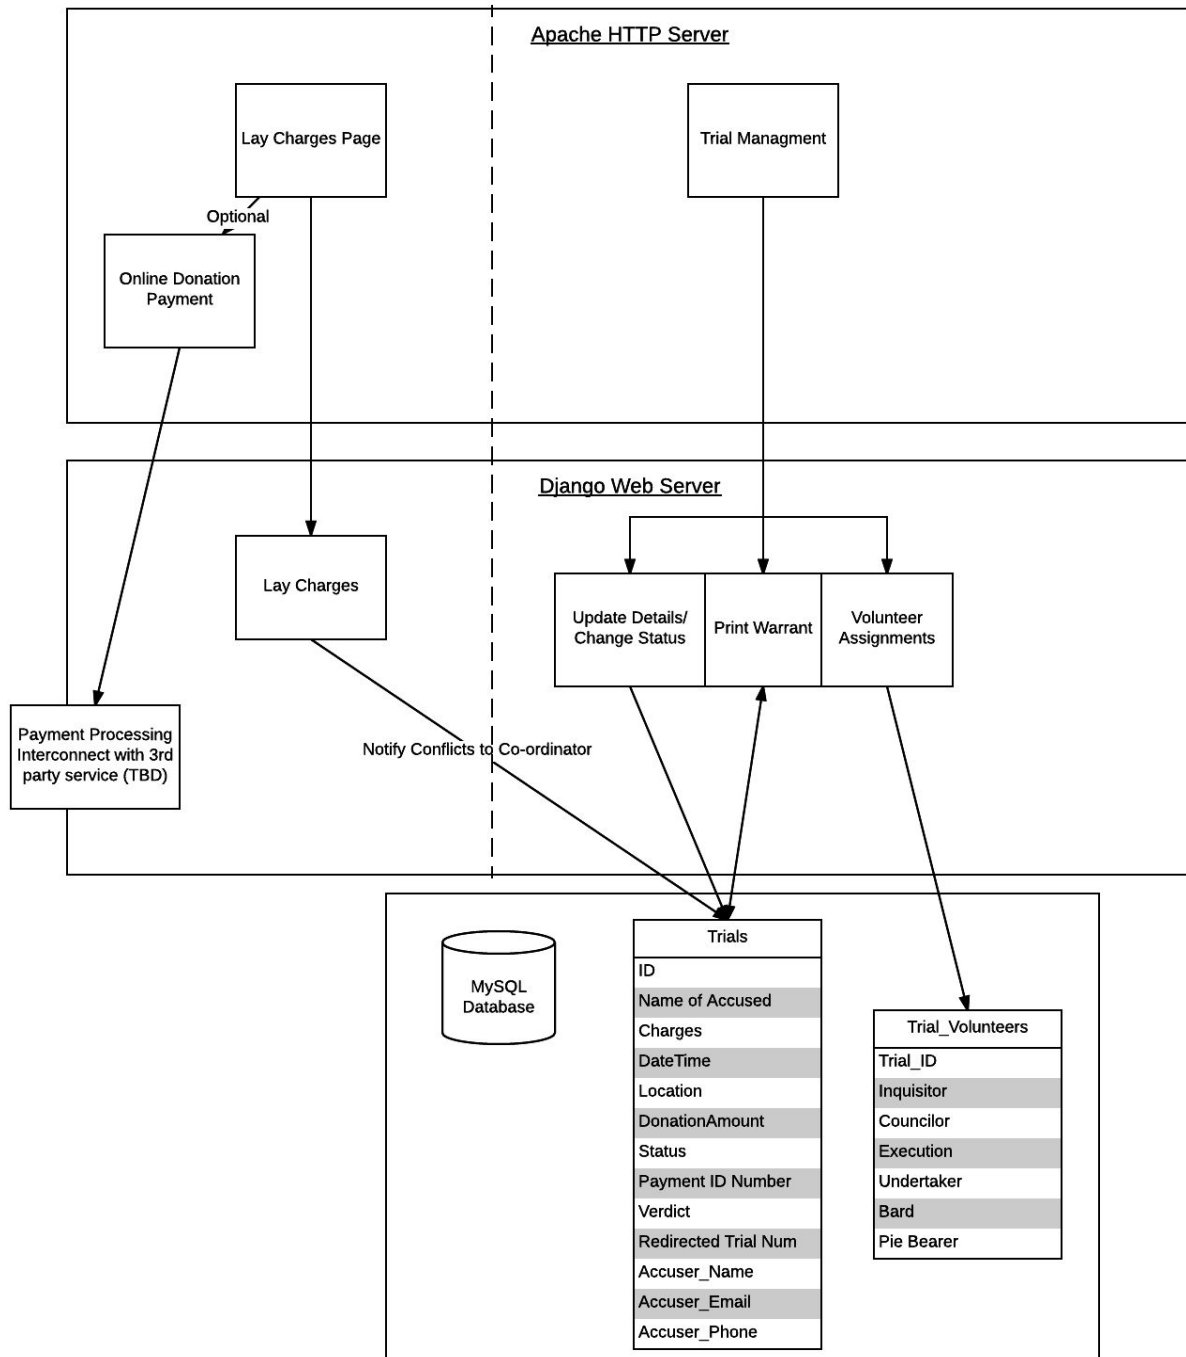 Apache HTTP Server
Lay Charges Page
Trial Managment
Optional
Online Donation
Payment
Django Web Server
Lay Charges
Update Details/
Change Status
Print Warrant
Volunteer
Assignments
Payment Processing
Interconnect with 3rd
party service (TBD)
Notify Conflicts to Co-ordinator
MySQL
Database
Trials
ID
Name of Accused
Charges
DateTime
Location
DonationAmount
Status
Payment ID Number
Verdict
Redirected Trial Num
Accuser_Name
Accuser_Email
Accuser_Phone
Trial_Volunteers
Trial_ID
Inquisitor
Councilor
Execution
Undertaker
Bard
Pie Bearer